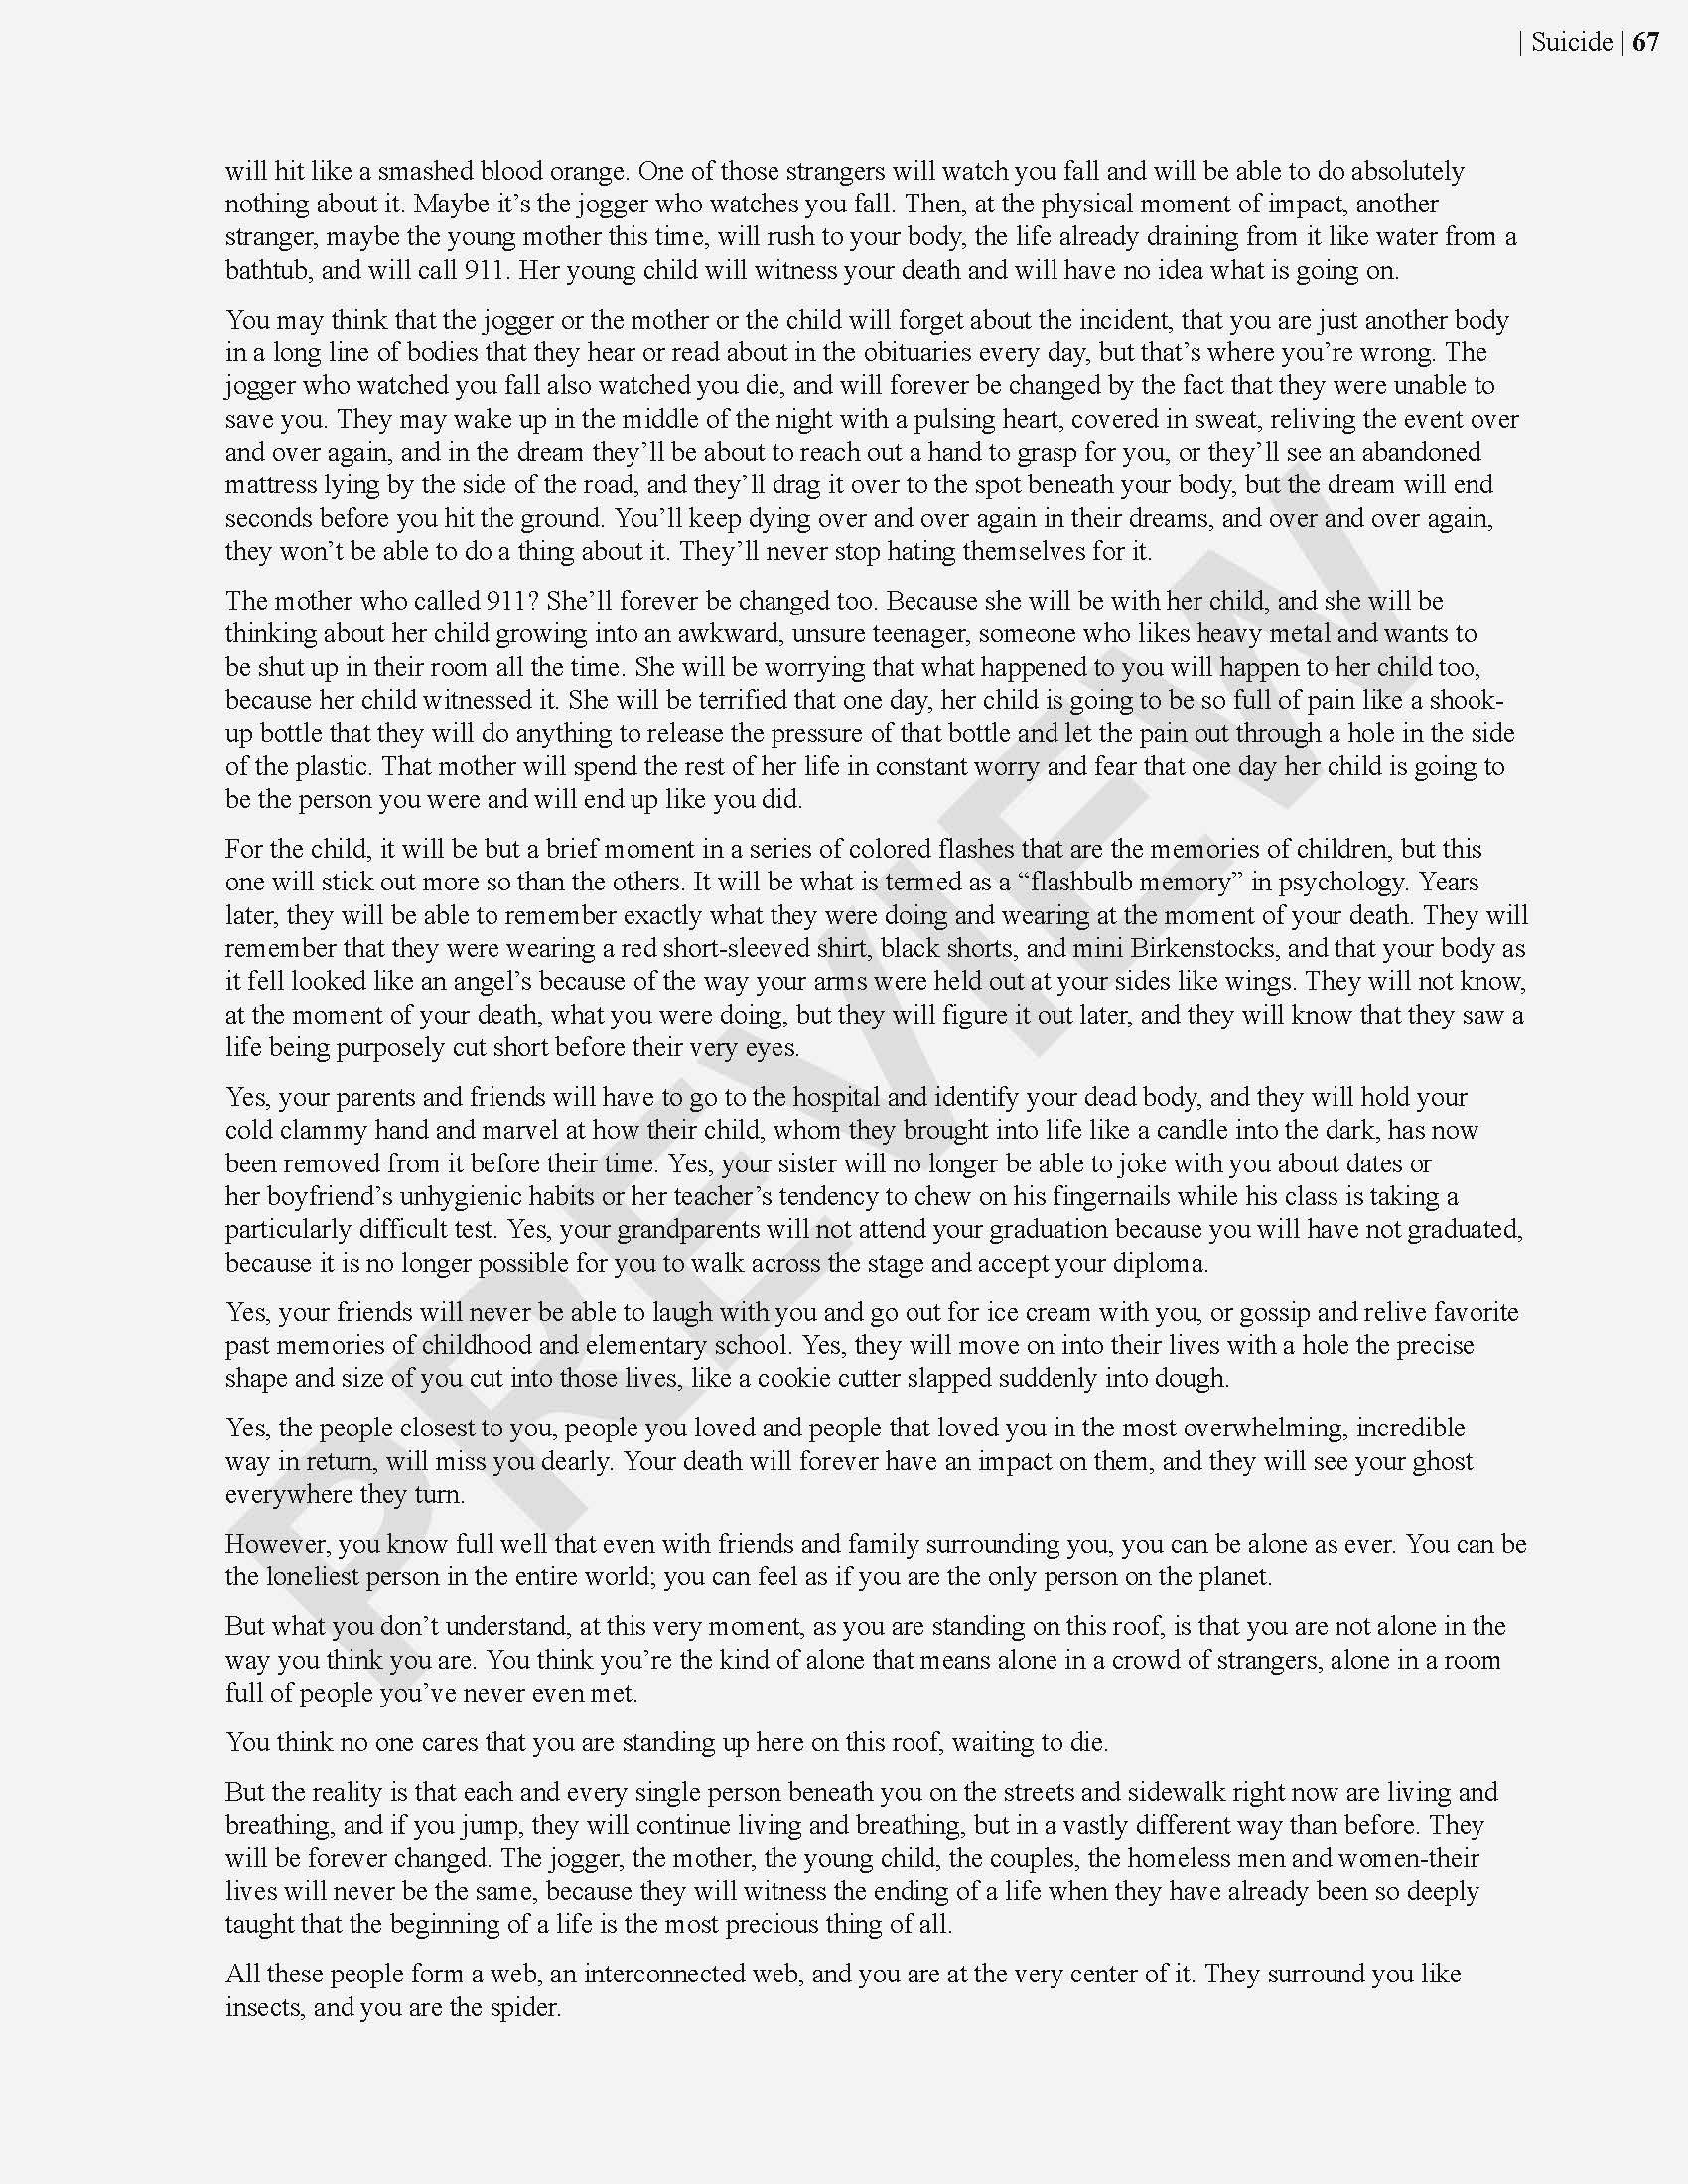 | Suicide | 67
will hit like a smashed blood orange. One of those strangers will watch you fall and will be able to do absolutely
nothing about it. Maybe it’s the jogger who watches you fall. Then, at the physical moment of impact, another
stranger, maybe the young mother this time, will rush to your body, the life already draining from it like water from a
bathtub, and will call 911. Her young child will witness your death and will have no idea what is going on.
You may think that the jogger or the mother or the child will forget about the incident, that you are just another body
in a long line of bodies that they hear or read about in the obituaries every day, but that’s where you’re wrong. The
jogger who watched you fall also watched you die, and will forever be changed by the fact that they were unable to
save you. They may wake up in the middle of the night with a pulsing heart, covered in sweat, reliving the event over
and over again, and in the dream they’ll be about to reach out a hand to grasp for you, or they’ll see an abandoned
mattress lying by the side of the road, and they’ll drag it over to the spot beneath your body, but the dream will end
seconds before you hit the ground. You’ll keep dying over and over again in their dreams, and over and over again,
they won’t be able to do a thing about it. They’ll never stop hating themselves for it.
The mother who called 911? She’ll forever be changed too. Because she will be with her child, and she will be
thinking about her child growing into an awkward, unsure teenager, someone who likes heavy metal and wants to
be shut up in their room all the time. She will be worrying that what happened to you will happen to her child too,
because her child witnessed it. She will be terrified that one day, her child is going to be so full of pain like a shook-
up bottle that they will do anything to release the pressure of that bottle and let the pain out through a hole in the side
of the plastic. That mother will spend the rest of her life in constant worry and fear that one day her child is going to
be the person you were and will end up like you did.
For the child, it will be but a brief moment in a series of colored flashes that are the memories of children, but this
one will stick out more so than the others. It will be what is termed as a “flashbulb memory” in psychology. Years
later, they will be able to remember exactly what they were doing and wearing at the moment of your death. They will
remember that they were wearing a red short-sleeved shirt, black shorts, and mini Birkenstocks, and that your body as
it fell looked like an angel’s because of the way your arms were held out at your sides like wings. They will not know,
at the moment of your death, what you were doing, but they will figure it out later, and they will know that they saw a
life being purposely cut short before their very eyes.
Yes, your parents and friends will have to go to the hospital and identify your dead body, and they will hold your
cold clammy hand and marvel at how their child, whom they brought into life like a candle into the dark, has now
been removed from it before their time. Yes, your sister will no longer be able to joke with you about dates or
her boyfriend’s unhygienic habits or her teacher’s tendency to chew on his fingernails while his class is taking a
particularly difficult test. Yes, your grandparents will not attend your graduation because you will have not graduated,
because it is no longer possible for you to walk across the stage and accept your diploma.
Yes, your friends will never be able to laugh with you and go out for ice cream with you, or gossip and relive favorite
past memories of childhood and elementary school. Yes, they will move on into their lives with a hole the precise
shape and size of you cut into those lives, like a cookie cutter slapped suddenly into dough.
Yes, the people closest to you, people you loved and people that loved you in the most overwhelming, incredible
way in return, will miss you dearly. Your death will forever have an impact on them, and they will see your ghost
everywhere they turn.
However, you know full well that even with friends and family surrounding you, you can be alone as ever. You can be
the loneliest person in the entire world; you can feel as if you are the only person on the planet.
But what you don’t understand, at this very moment, as you are standing on this roof, is that you are not alone in the
way you think you are. You think you’re the kind of alone that means alone in a crowd of strangers, alone in a room
full of people you’ve never even met.
You think no one cares that you are standing up here on this roof, waiting to die.
But the reality is that each and every single person beneath you on the streets and sidewalk right now are living and
breathing, and if you jump, they will continue living and breathing, but in a vastly different way than before. They
will be forever changed. The jogger, the mother, the young child, the couples, the homeless men and women-their
lives will never be the same, because they will witness the ending of a life when they have already been so deeply
taught that the beginning of a life is the most precious thing of all.
All these people form a web, an interconnected web, and you are at the very center of it. They surround you like
insects, and you are the spider.
PREVIEW